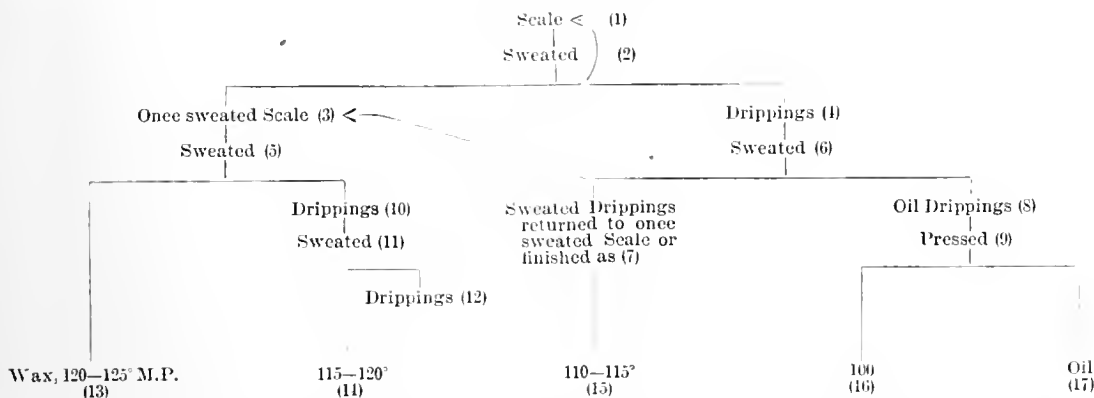 Scale < (1)
Sweated (2)
Once sweated Scale (3) <
Drippings (4)
Sweated (5)
Sweated (6)
Drippings (10)
Sweated Drippings
returned to once
sweated Scale or
finished as (7)
Oil Drippings (8)
Sweated (11)
Pressed (9)
Drippings (12)
Wax, 120–125° M.P.
(13)
115–120°
(14)
110–115°
(15)
100
(16)
Oil
(17)